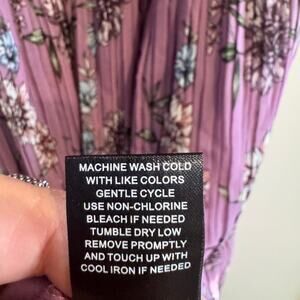 MACHINE WASH COLD
WITH LIKE COLORS
GENTLE CYCLE
USE NON-CHLORINE
BLEACH IF NEEDED
TUMBLE DRY LOW
REMOVE PROMPTLY
AND TOUCH UP WITH
COOL IRON IF NEEDED